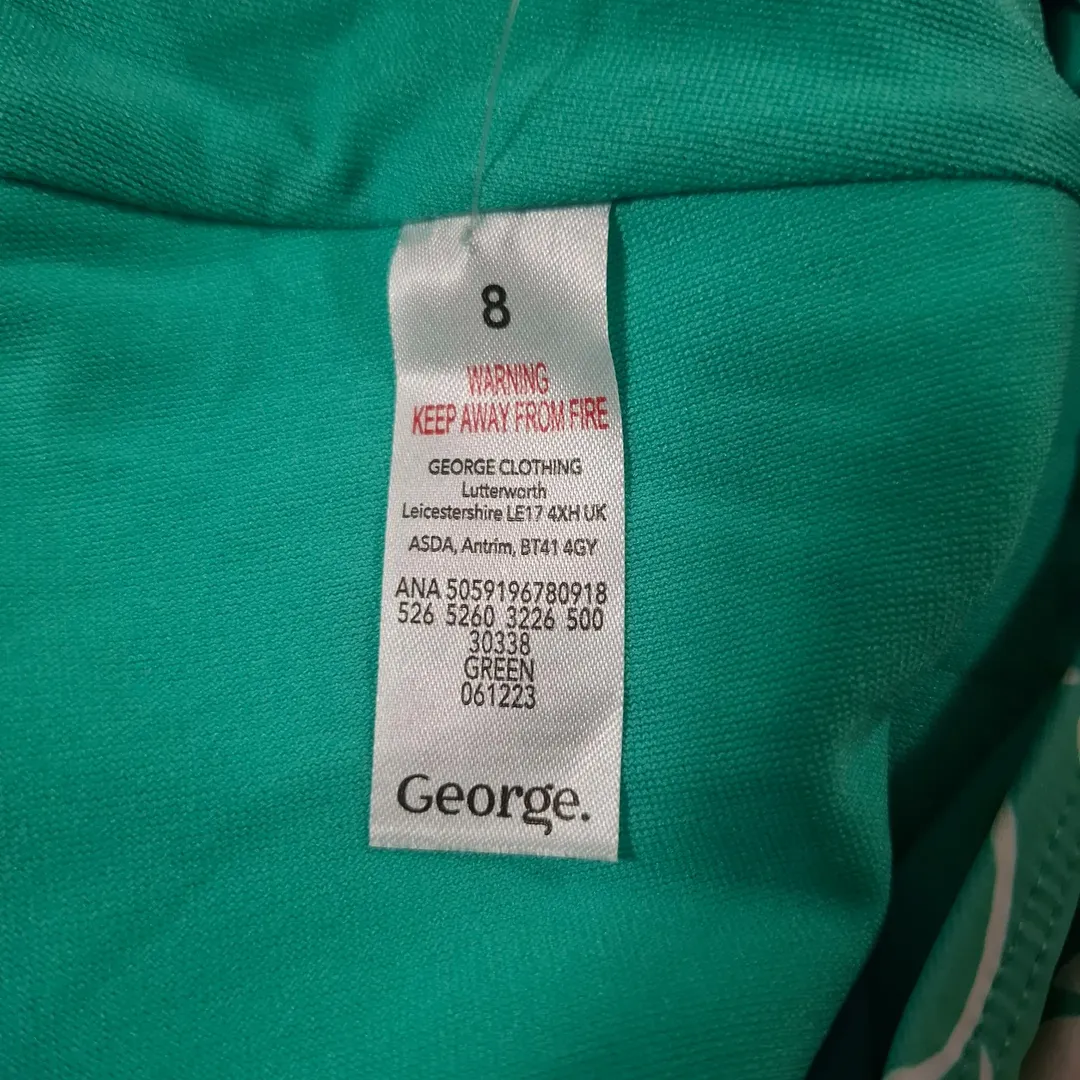 8
WARNING
KEEP AWAY FROM FIRE
GEORGE CLOTHING
Lutterworth
Leicestershire LE17 4XH UK
ASDA, Antrim, BT41 4GY
ANA 5059196780918
526 5260 3226 500
30338
GREEN
061223
George.